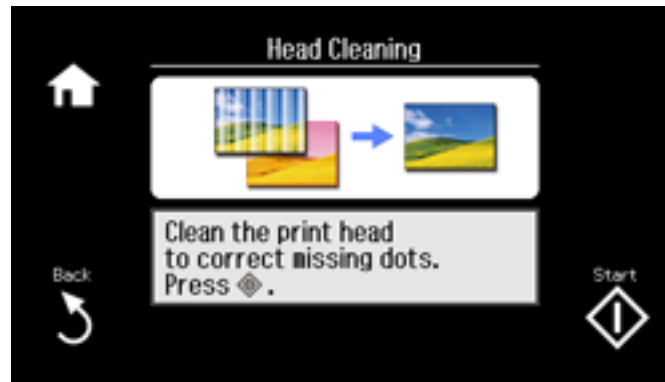 Head Cleaning
Clean the print head
to correct missing dots.
Press .
Back
Start